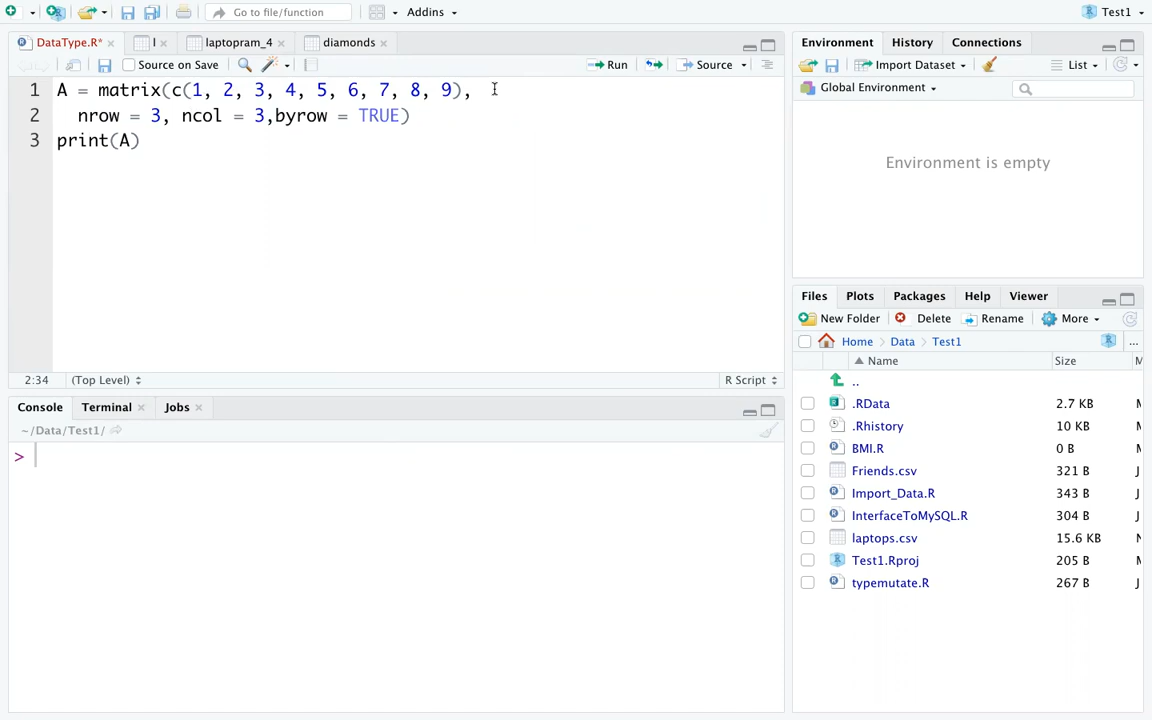 Go to file/function
Addins
Test1
DataType.R*
l
laptopram_4
diamonds
Source on Save
Run
Source
1 A = matrix(c(1, 2, 3, 4, 5, 6, 7, 8, 9),
2 nrow = 3, ncol = 3,byrow = TRUE)
3 print(A)
2:34 (Top Level) R Script
Console Terminal Jobs
~/Data/Test1/
>
Environment History Connections
Import Dataset List
Global Environment
Environment is empty
Files Plots Packages Help Viewer
New Folder Delete Rename More
Home Data Test1 ...
Name Size M
..
.RData 2.7 KB M
.Rhistory 10 KB M
BMI.R 0 B M
Friends.csv 321 B J
Import_Data.R 343 B J
InterfaceToMySQL.R 304 B J
laptops.csv 15.6 KB N
Test1.Rproj 205 B M
typemutate.R 267 B J